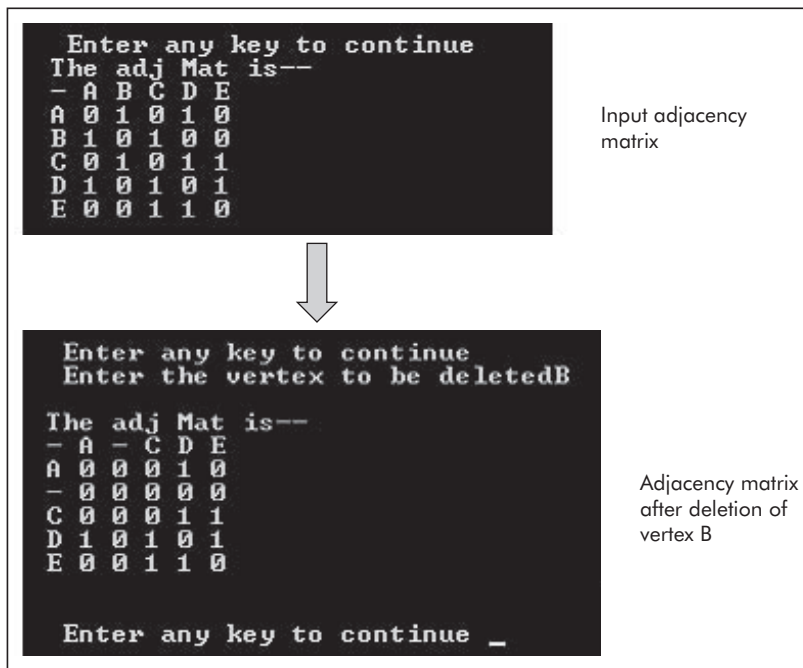 Enter any key to continue
The adj Mat is--
- A B C D E
A 0 1 0 1 0
B 1 0 1 0 0
C 0 1 0 1 1
D 1 0 1 0 1
E 0 0 1 1 0
Input adjacency
matrix
Enter any key to continue
Enter the vertex to be deletedB
The adj Mat is--
- A - C D E
A 0 0 0 1 0
- 0 0 0 0 0
C 0 0 0 1 1
D 1 0 1 0 1
E 0 0 1 1 0
Enter any key to continue _
Adjacency matrix
after deletion of
vertex B